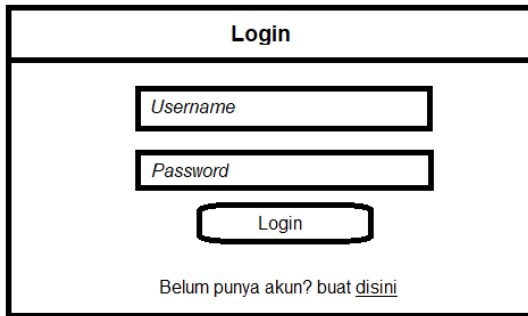 Login
Username
Password
Login
Belum punya akun? buat disini